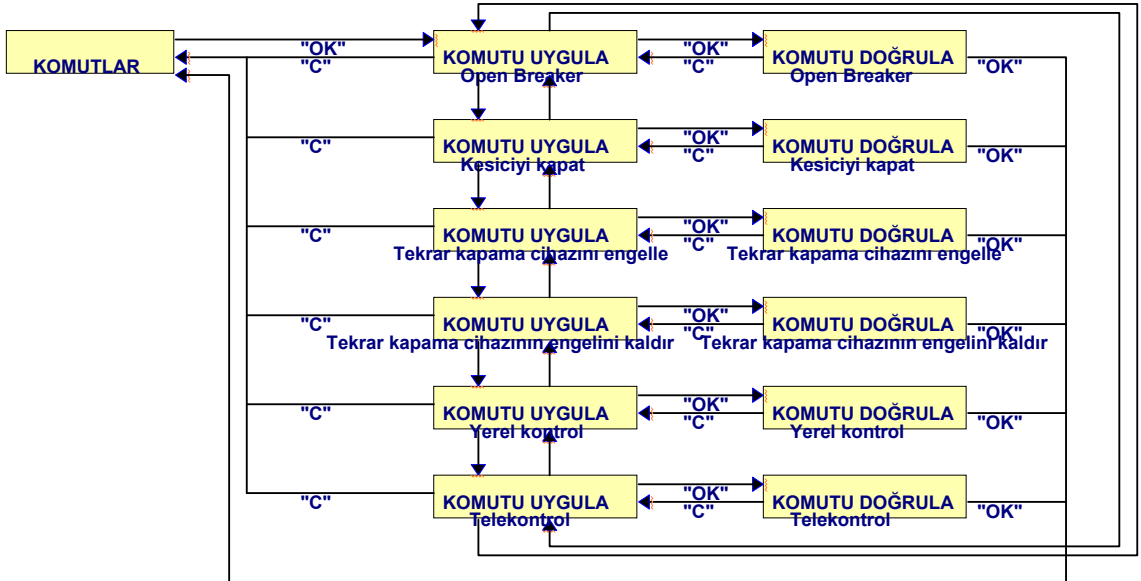 KOMUTLAR
"OK"
"C"
KOMUTU UYGULA
Open Breaker
"OK"
"C"
KOMUTU DOĞRULA
Open Breaker
"OK"
"C"
KOMUTU UYGULA
Kesiciyi kapat
"OK"
"C"
KOMUTU DOĞRULA
Kesiciyi kapat
"OK"
"C"
KOMUTU UYGULA
Tekrar kapama cihazını engelle
"OK"
"C"
KOMUTU DOĞRULA
Tekrar kapama cihazını engelle
"OK"
"C"
KOMUTU UYGULA
Tekrar kapama cihazının engelini kaldır
"OK"
"C"
KOMUTU DOĞRULA
Tekrar kapama cihazının engelini kaldır
"OK"
"C"
KOMUTU UYGULA
Yerel kontrol
"OK"
"C"
KOMUTU DOĞRULA
Yerel kontrol
"OK"
"C"
KOMUTU UYGULA
Telekontrol
"OK"
"C"
KOMUTU DOĞRULA
Telekontrol
"OK"